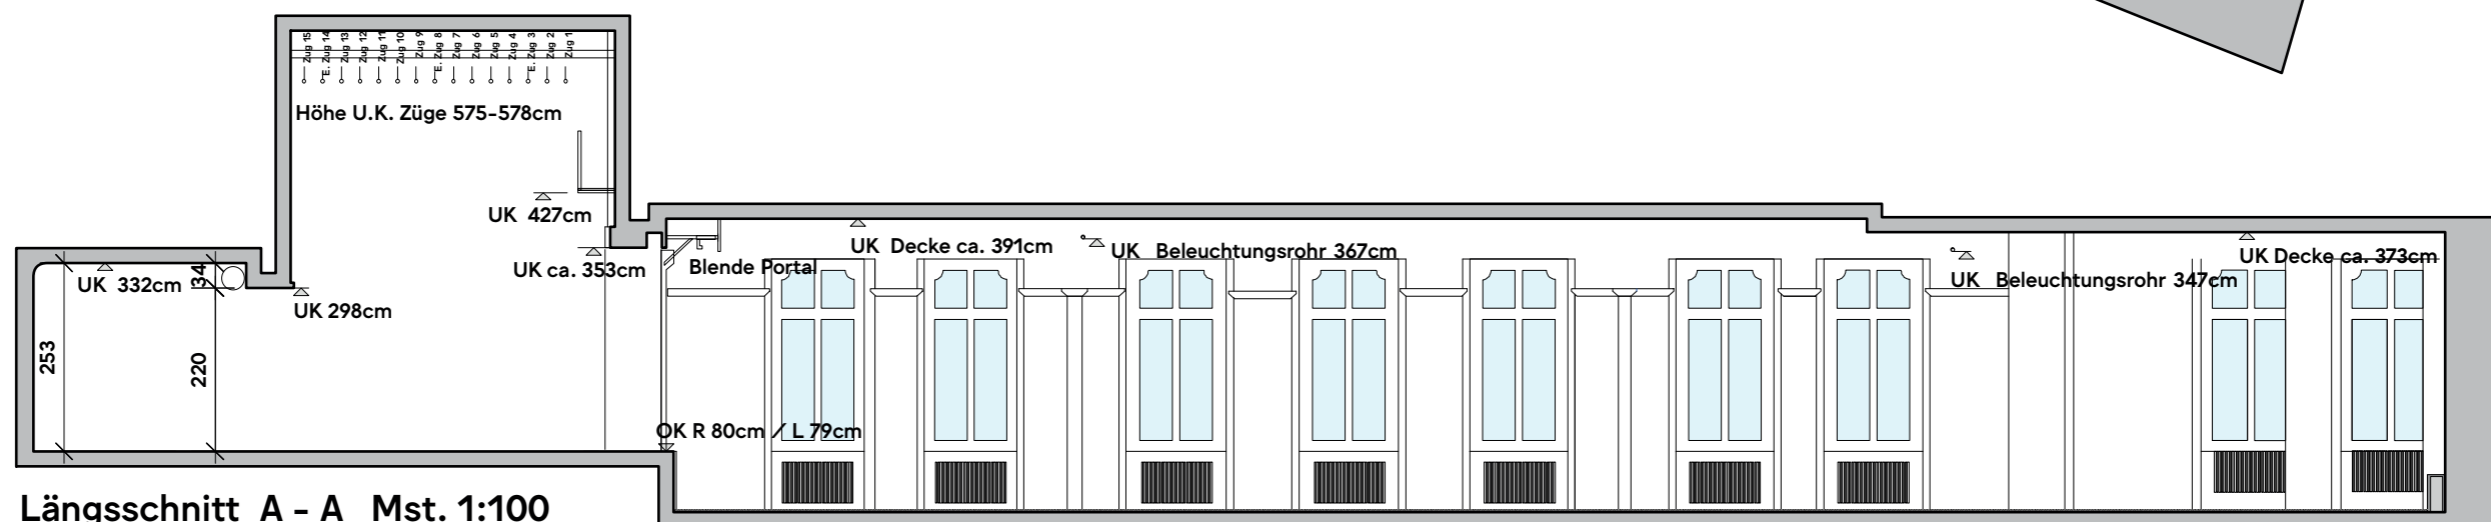 Zug 15
E. Zug 14
Zug 13
Zug 12
Zug 11
Zug 10
Zug 9
E. Zug 8
Zug 7
Zug 6
Zug 5
Zug 4
E. Zug 3
Zug 2
Zug 1
Höhe U.K. Züge 575-578cm
UK 427cm
UK ca. 353cm
UK 332cm
34
UK 298cm
253
220
Blende Portal
UK Decke ca. 391cm
UK Beleuchtungsrohr 367cm
UK Decke ca. 373cm
UK Beleuchtungsrohr 347cm
OK R 80cm / L 79cm
Längsschnitt A - A Mst. 1:100